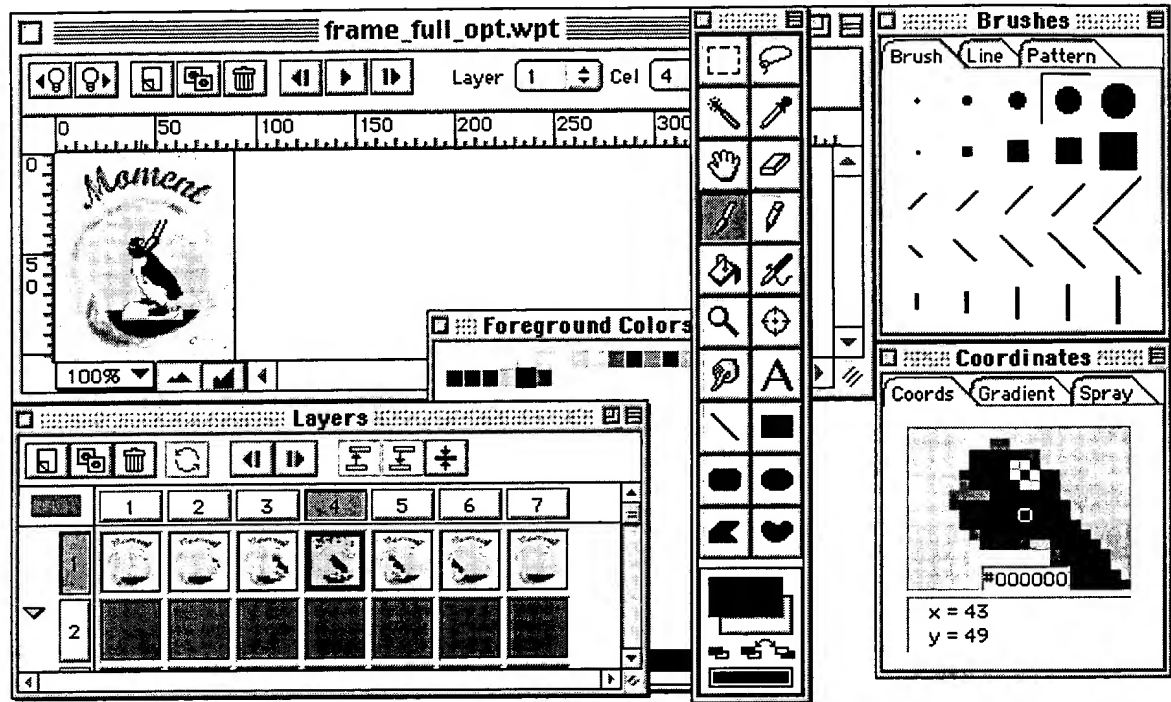 frame_full_opt.wpt
Layer 1 Cel 4
0 50 100 150 200 250 300
0
50
Moment
100%
Foreground Colors
Layers
1 2 3 4 5 6 7
1
2
A
Brushes
Brush Line Pattern
Coordinates
Coords Gradient Spray
#000000
x = 43
y = 49